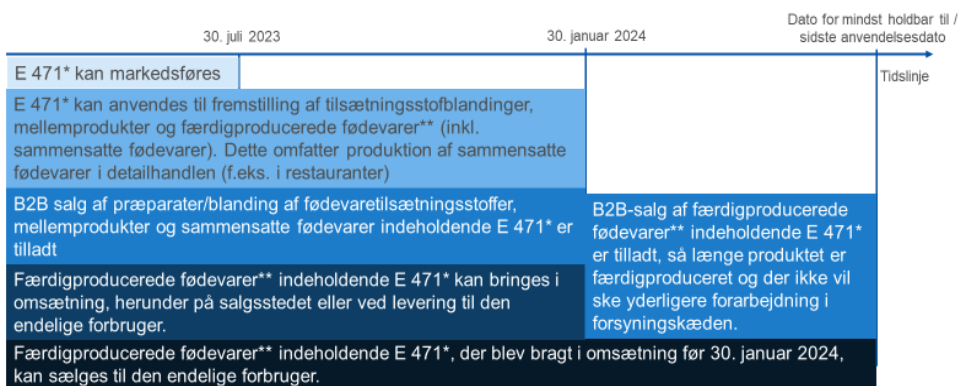 Dato for mindst holdbar til /
30. juli 2023
30. januar 2024
sidste anvendelsesdato
Tidslinje
E 471* kan markedsføres
E 471* kan anvendes til fremstilling af tilsætningsstofblandinger,
mellemprodukter og færdigproducerede fødevarer** (inkl.
sammensatte fødevarer). Dette omfatter produktion af sammensatte
fødevarer i detailhandlen (f.eks. i restauranter)
B2B salg af præparater/blanding af fødevaretilsætningsstoffer,
mellemprodukter og sammensatte fødevarer indeholdende E 471* er
tilladt
B2B-salg af færdigproducerede
fødevarer** indeholdende E 471*
er tilladt, så længe produktet er
færdigproduceret og der ikke vil
ske yderligere forarbejdning i
forsyningskæden.
Færdigproducerede fødevarer** indeholdende E 471* kan bringes i
omsætning, herunder på salgsstedet eller ved levering til den
endelige forbruger.
Færdigproducerede fødevarer** indeholdende E 471*, der blev bragt i omsætning før 30. januar 2024,
kan sælges til den endelige forbruger.